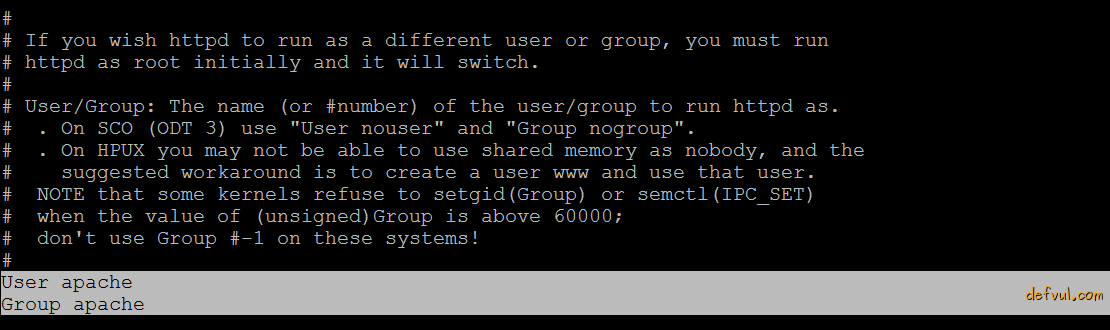 #
# If you wish httpd to run as a different user or group, you must run
# httpd as root initially and it will switch.
#
# User/Group: The name (or #number) of the user/group to run httpd as.
#  . On SCO (ODT 3) use "User nouser" and "Group nogroup".
#  . On HPUX you may not be able to use shared memory as nobody, and the
#    suggested workaround is to create a user www and use that user.
#  NOTE that some kernels refuse to setgid(Group) or semctl(IPC_SET)
#  when the value of (unsigned)Group is above 60000;
#  don't use Group #-1 on these systems!
#
User apache
Group apache
defvul.com